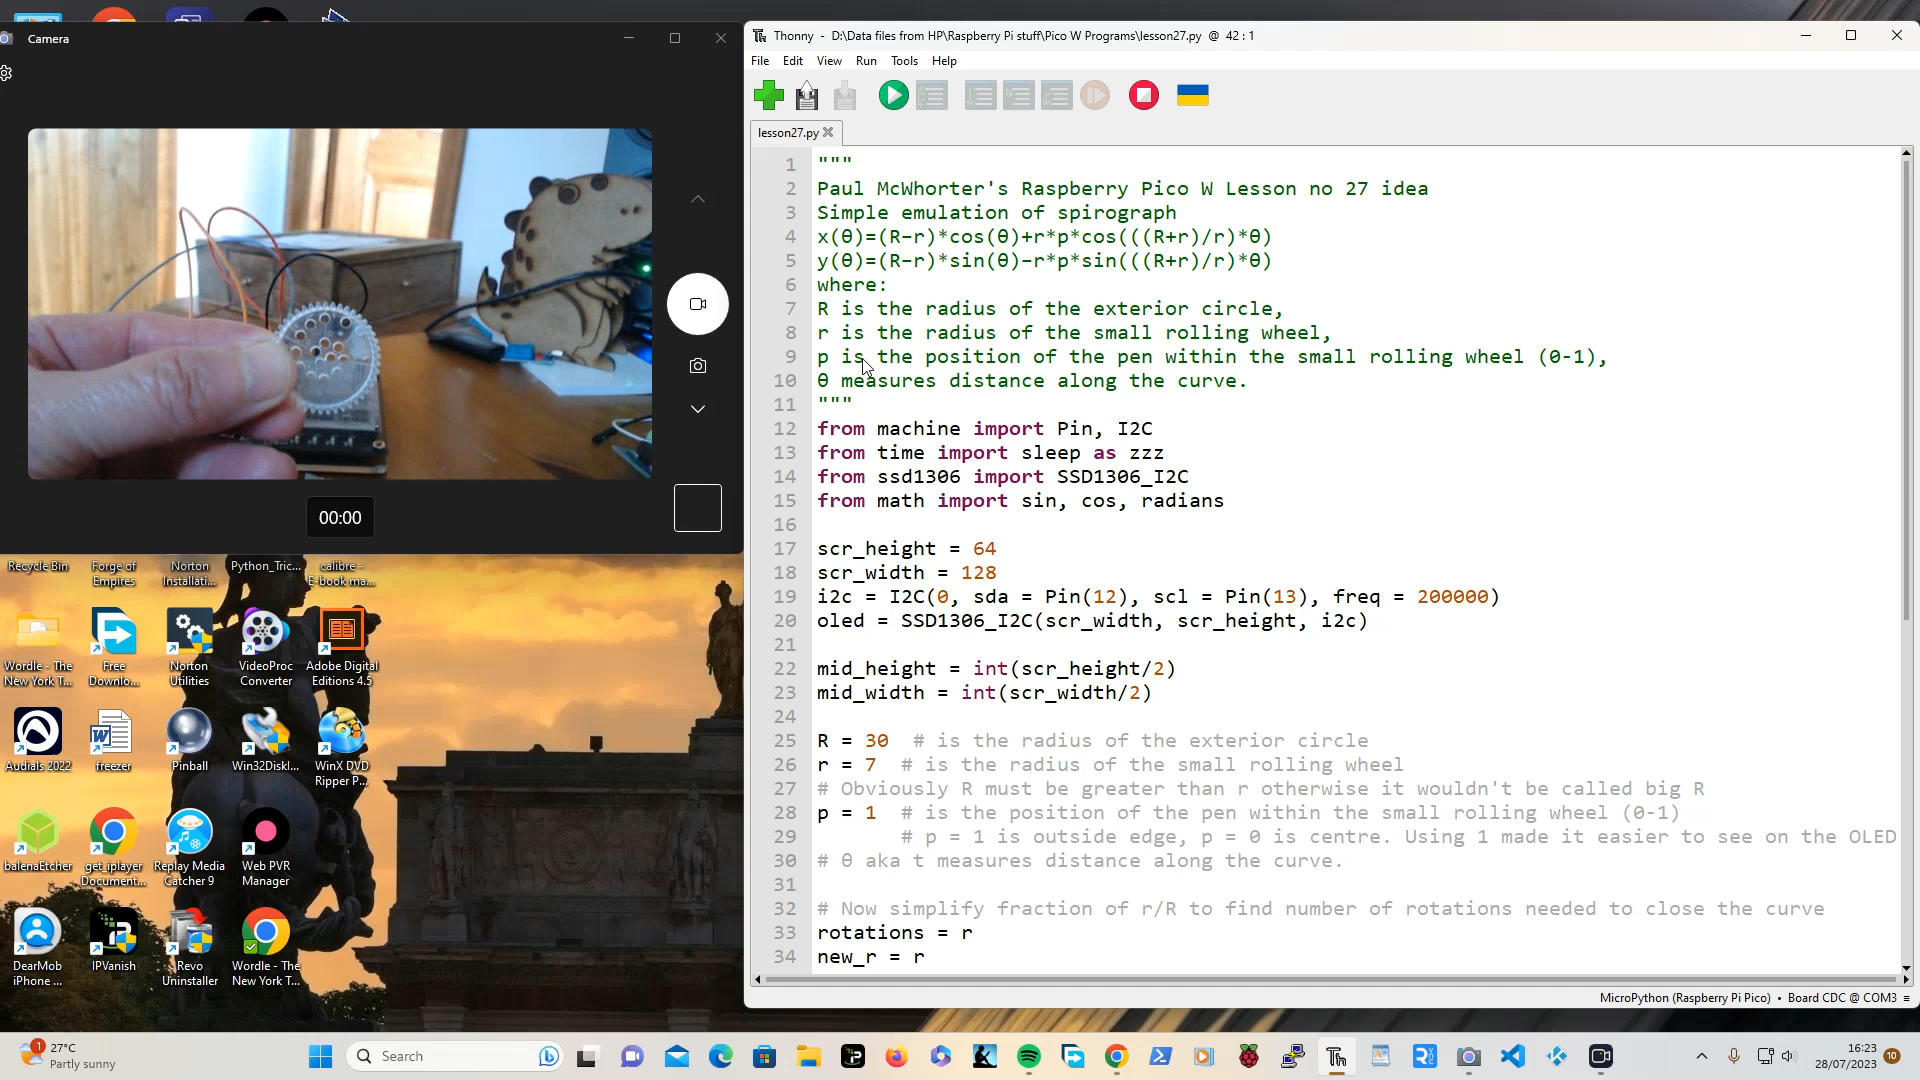 Camera
00:00
Recycle Bin
Forge of Empires
Norton Installati...
Python_Tric...
calibre - E-book ma...
Wordle - The New York T...
Free Downlo...
Norton Utilities
VideoProc Converter
Adobe Digital Editions 4.5
Audials 2022
freezer
Pinball
Win32DiskI...
WinX DVD Ripper P...
balenaEtcher
get_iplayer Document...
Replay Media Catcher 9
Web PVR Manager
DearMob iPhone ...
IPVanish
Revo Uninstaller
Wordle - The New York T...
Thonny - D:\Data files from HP\Raspberry Pi stuff\Pico W Programs\lesson27.py @ 42 : 1
File Edit View Run Tools Help
lesson27.py
1 """
2 Paul McWhorter's Raspberry Pico W Lesson no 27 idea
3 Simple emulation of spirograph
4 x(θ)=(R-r)*cos(θ)+r*p*cos(((R+r)/r)*θ)
5 y(θ)=(R-r)*sin(θ)-r*p*sin(((R+r)/r)*θ)
6 where:
7 R is the radius of the exterior circle,
8 r is the radius of the small rolling wheel,
9 p is the position of the pen within the small rolling wheel (0-1),
10 θ measures distance along the curve.
11 """
12 from machine import Pin, I2C
13 from time import sleep as zzz
14 from ssd1306 import SSD1306_I2C
15 from math import sin, cos, radians
16
17 scr_height = 64
18 scr_width = 128
19 i2c = I2C(0, sda = Pin(12), scl = Pin(13), freq = 200000)
20 oled = SSD1306_I2C(scr_width, scr_height, i2c)
21
22 mid_height = int(scr_height/2)
23 mid_width = int(scr_width/2)
24
25 R = 30 # is the radius of the exterior circle
26 r = 7 # is the radius of the small rolling wheel
27 # Obviously R must be greater than r otherwise it wouldn't be called big R
28 p = 1 # is the position of the pen within the small rolling wheel (0-1)
29 # p = 1 is outside edge, p = 0 is centre. Using 1 made it easier to see on the OLED
30 # θ aka t measures distance along the curve.
31
32 # Now simplify fraction of r/R to find number of rotations needed to close the curve
33 rotations = r
34 new_r = r
MicroPython (Raspberry Pi Pico) • Board CDC @ COM3 ≡
1
27°C
Partly sunny
Search
16:23
28/07/2023
10